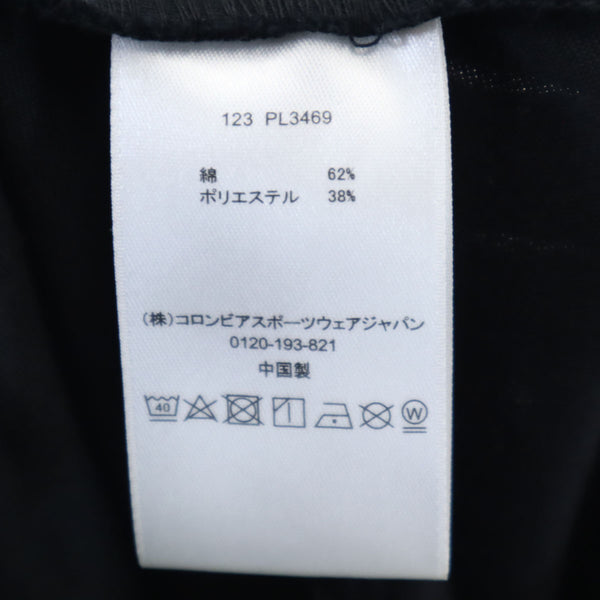 123 PL3469
綿 62%
ポリエステル 38%
(株)コロンビアスポーツウェアジャパン
0120-193-821
中国製
40 W